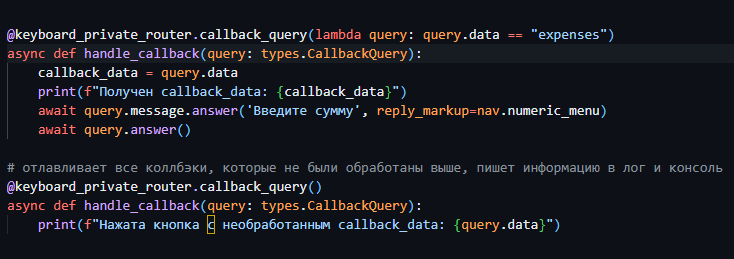 @keyboard_private_router.callback_query(lambda query: query.data == "expenses")
async def handle_callback(query: types.CallbackQuery):
    callback_data = query.data
    print(f"Получен callback_data: {callback_data}")
    await query.message.answer('Введите сумму', reply_markup=nav.numeric_menu)
    await query.answer()
# отлавливает все коллбэки, которые не были обработаны выше, пишет информацию в лог и консоль
@keyboard_private_router.callback_query()
async def handle_callback(query: types.CallbackQuery):
    print(f"Нажата кнопка с необработанным callback_data: {query.data}")